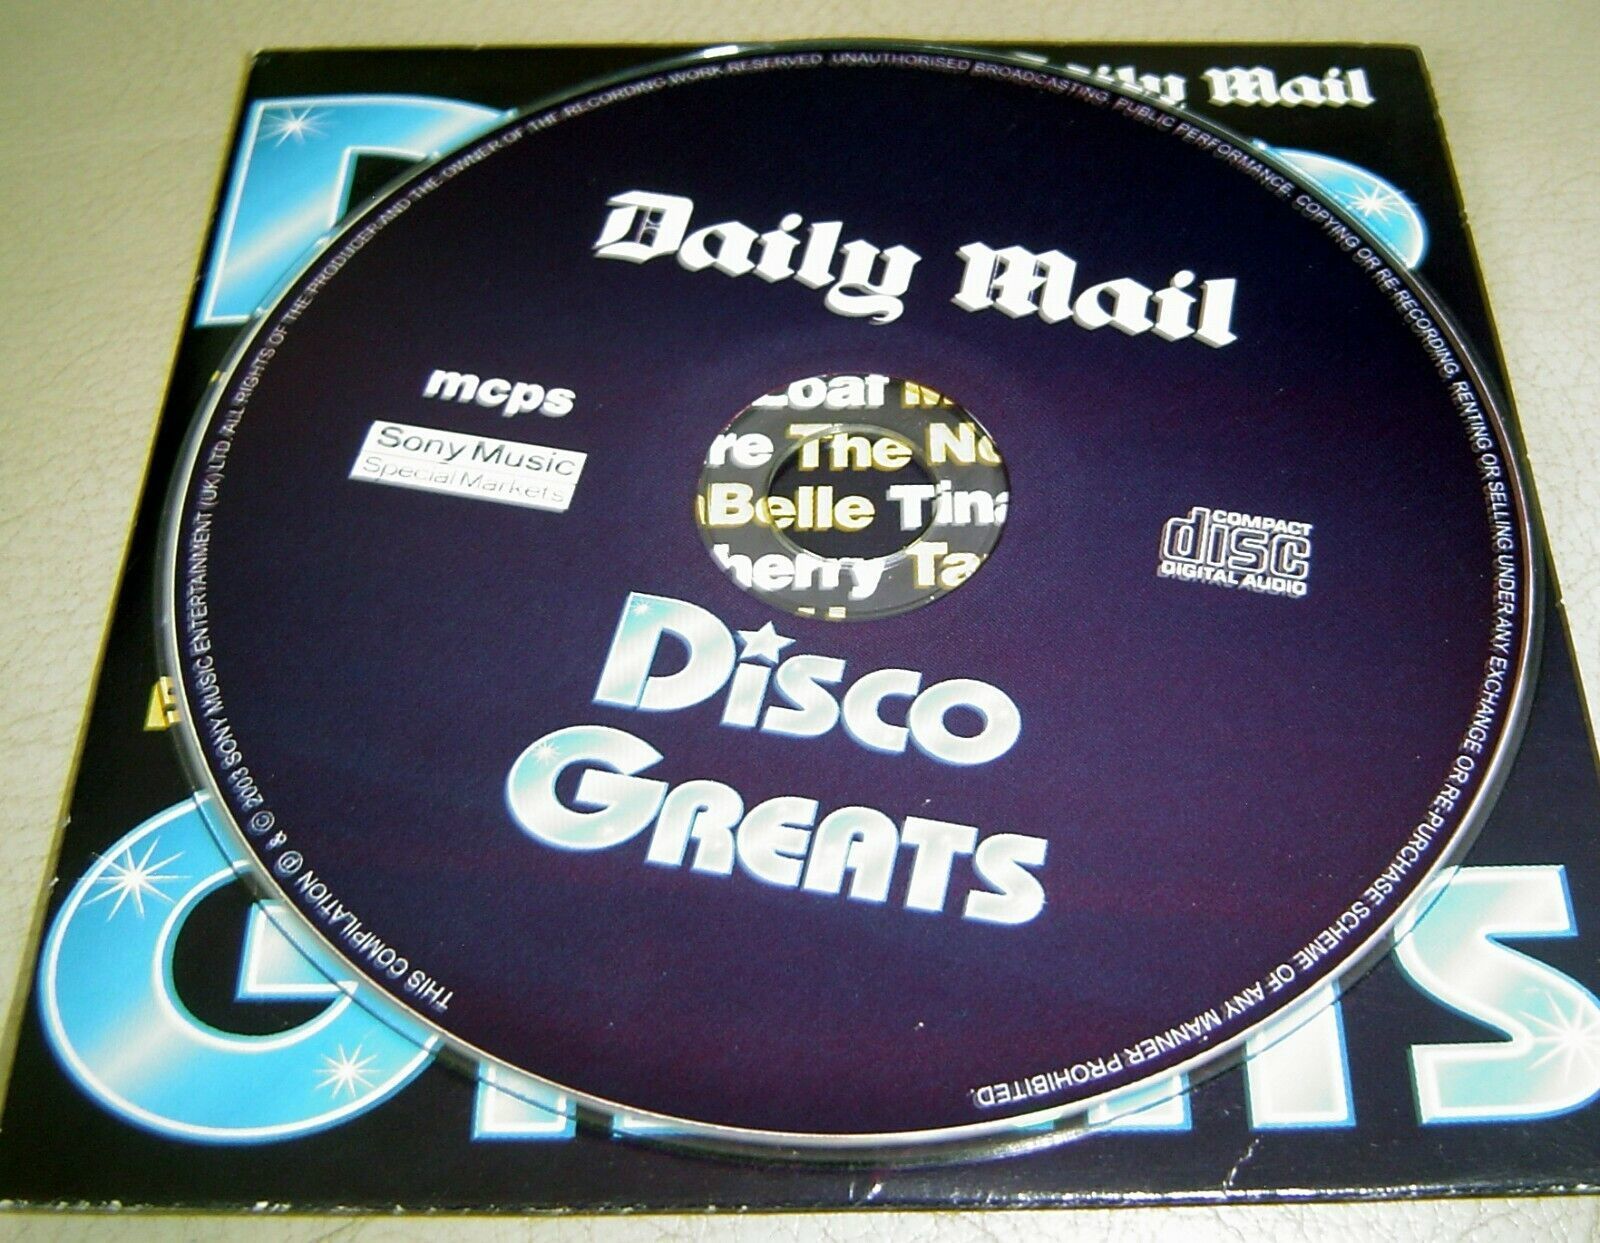 Daily Mail
Daily Mail
mcps
Sony Music
Special Markets
Loaf
re The No
Belle Tina
herry Ta
COMPACT
disc
DIGITAL AUDIO
Disco
GREATS
THIS COMPILATION ℗ & © 2003 SONY MUSIC ENTERTAINMENT (UK) LTD. ALL RIGHTS OF THE PRODUCER AND THE OWNER OF THE RECORDING WORK RESERVED. UNAUTHORISED BROADCASTING, PUBLIC PERFORMANCE, COPYING OR RE-RECORDING, RENTING OR SELLING UNDER ANY EXCHANGE OR RE-PURCHASE SCHEME OF ANY MANNER PROHIBITED.